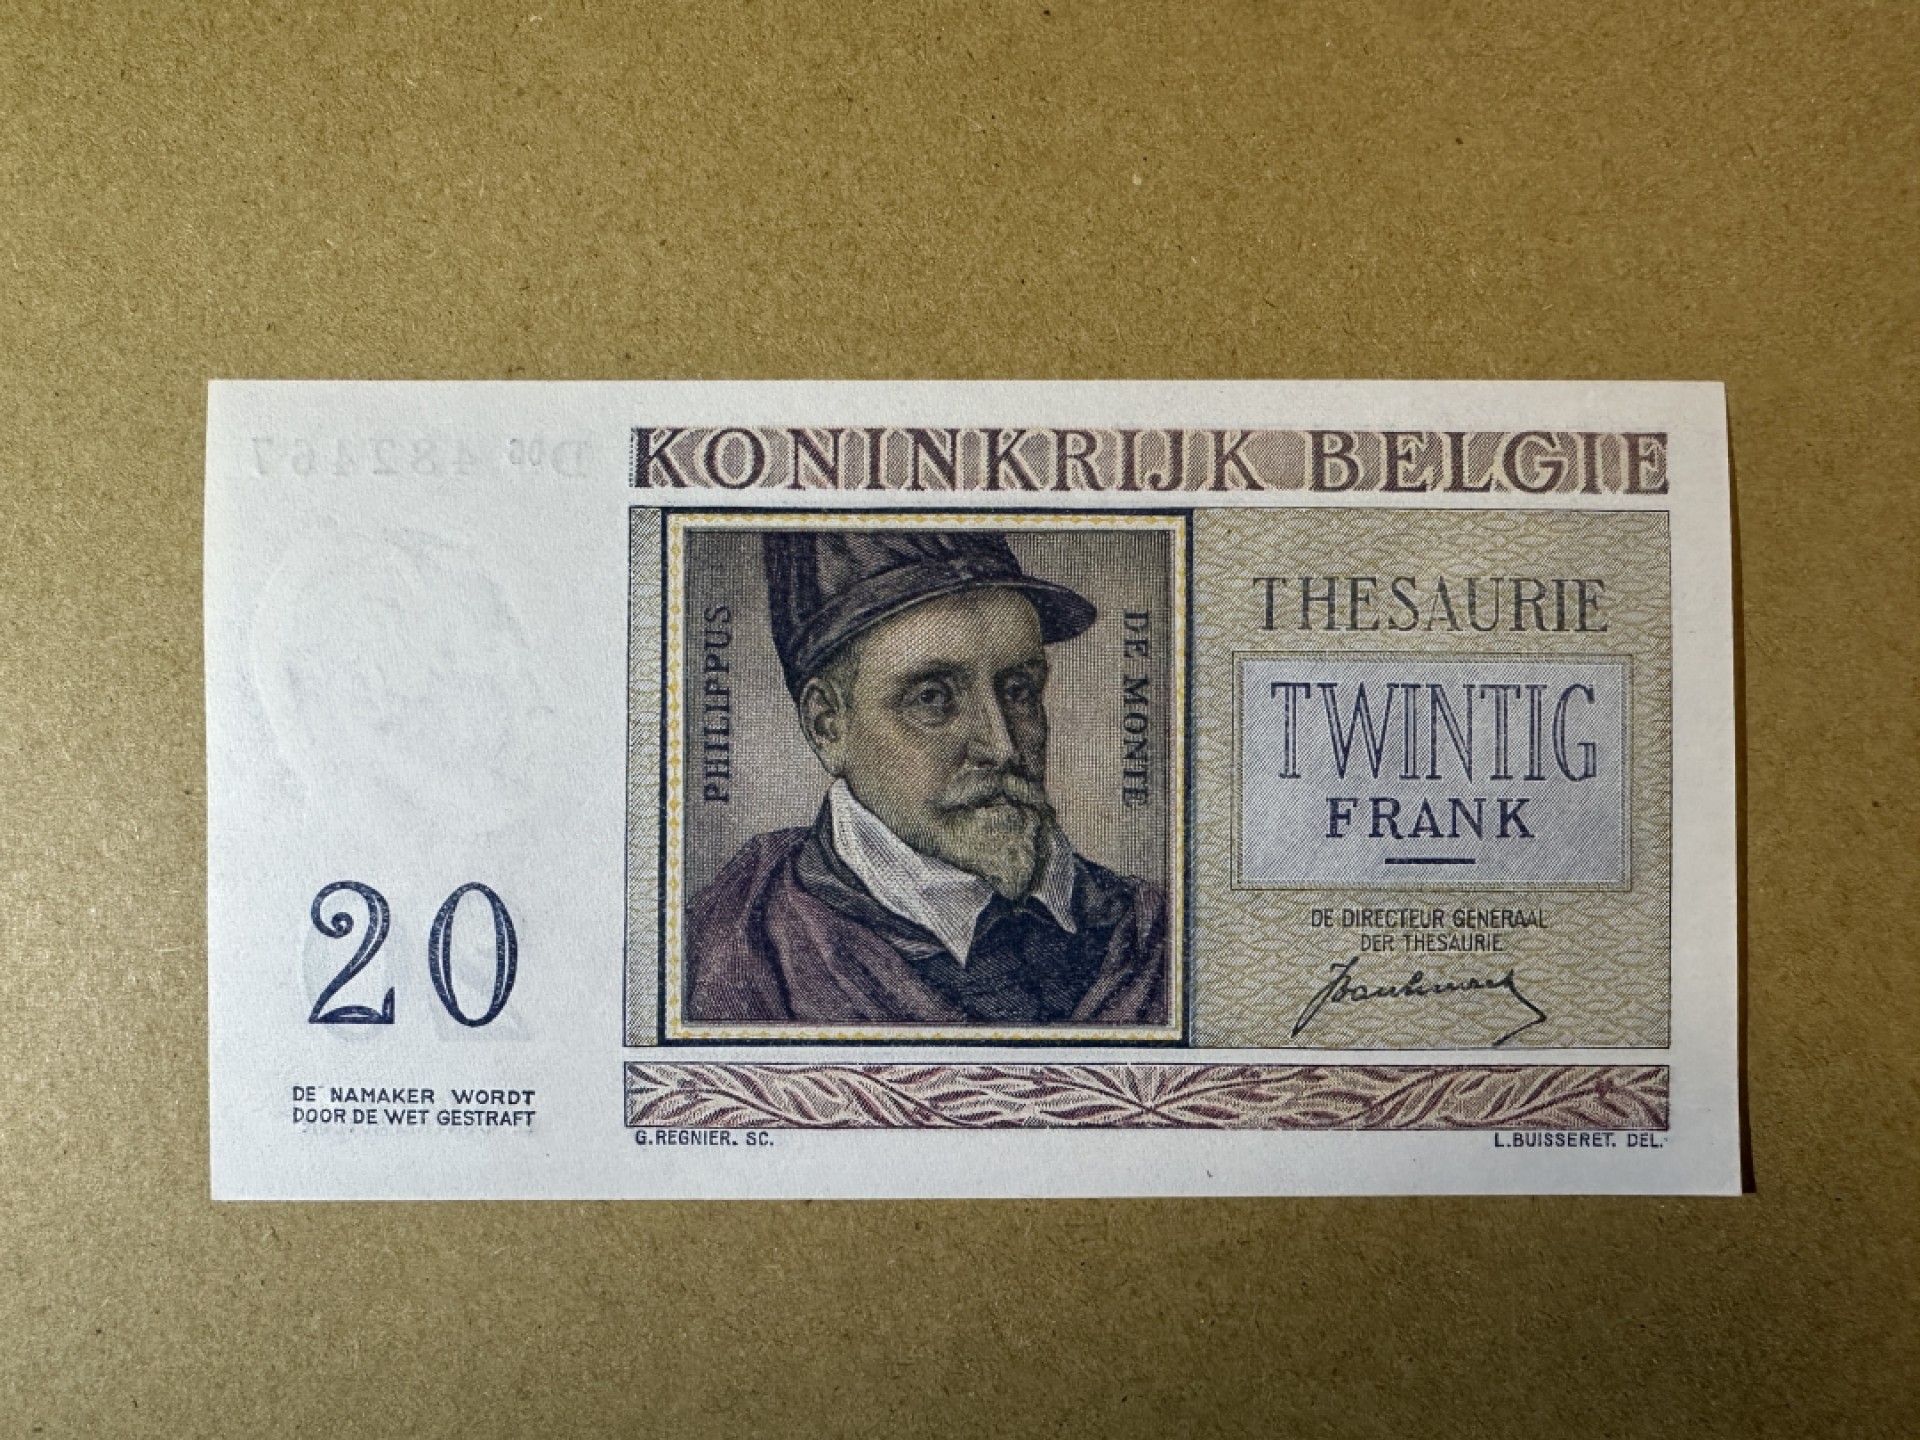 KONINKRIJK BELGIE
PHILIPPUS
DE MONTE
THESAURIE
TWINTIG
FRANK
DE DIRECTEUR GENERAAL
DER THESAURIE
20
DE NAMAKER WORDT
DOOR DE WET GESTRAFT
G.REGNIER. SC.
L.BUISSERET. DEL.